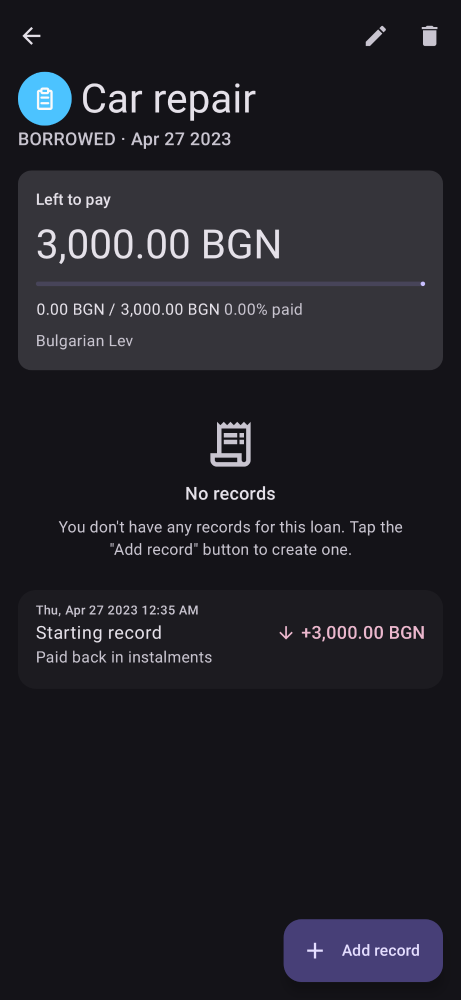 Car repair
BORROWED · Apr 27 2023
Left to pay
3,000.00 BGN
0.00 BGN / 3,000.00 BGN 0.00% paid
Bulgarian Lev
No records
You don't have any records for this loan. Tap the
"Add record" button to create one.
Thu, Apr 27 2023 12:35 AM
Starting record
+3,000.00 BGN
Paid back in instalments
Add record